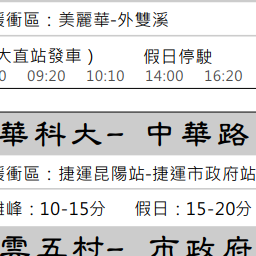 緩衝區：美麗華-外雙溪
大直站發車） 假日停駛
0 09:20 10:10 14:00 16:20
華科大- 中華路
緩衝區：捷運昆陽站-捷運市政府站
離峰：10-15分 假日：15-20分
五村- 市政府